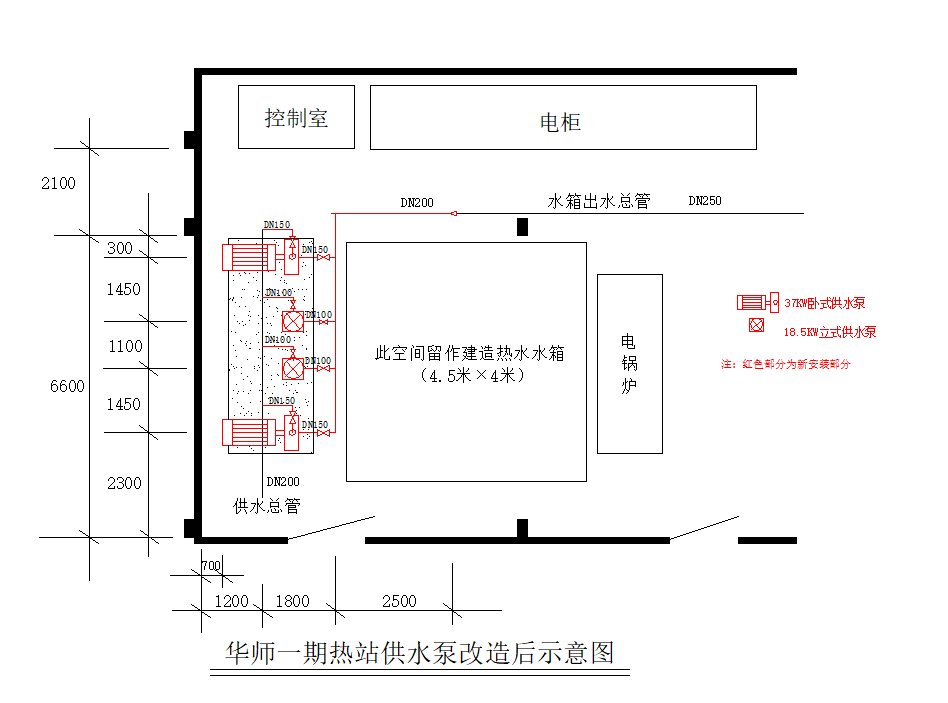 控制室
电柜
2100
DN200
水箱出水总管
DN250
300
1450
1100
1450
2300
6600
DN150
DN150
DN100
DN100
DN100
DN100
DN150
DN150
此空间留作建造热水水箱
（4.5米×4米）
电
锅
炉
37KW卧式供水泵
18.5KW立式供水泵
注：红色部分为新安装部分
DN200
供水总管
700
1200
1800
2500
华师一期热站供水泵改造后示意图